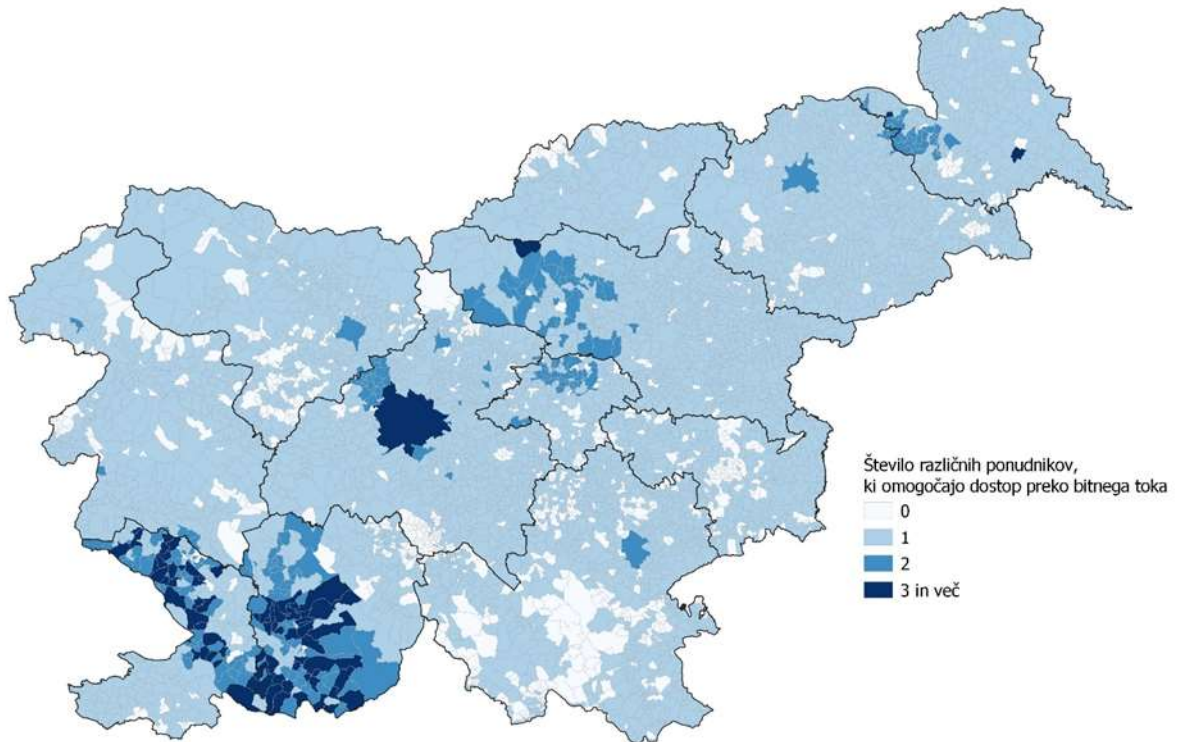 Število različnih ponudnikov,
ki omogočajo dostop preko bitnega toka
0
1
2
3 in več